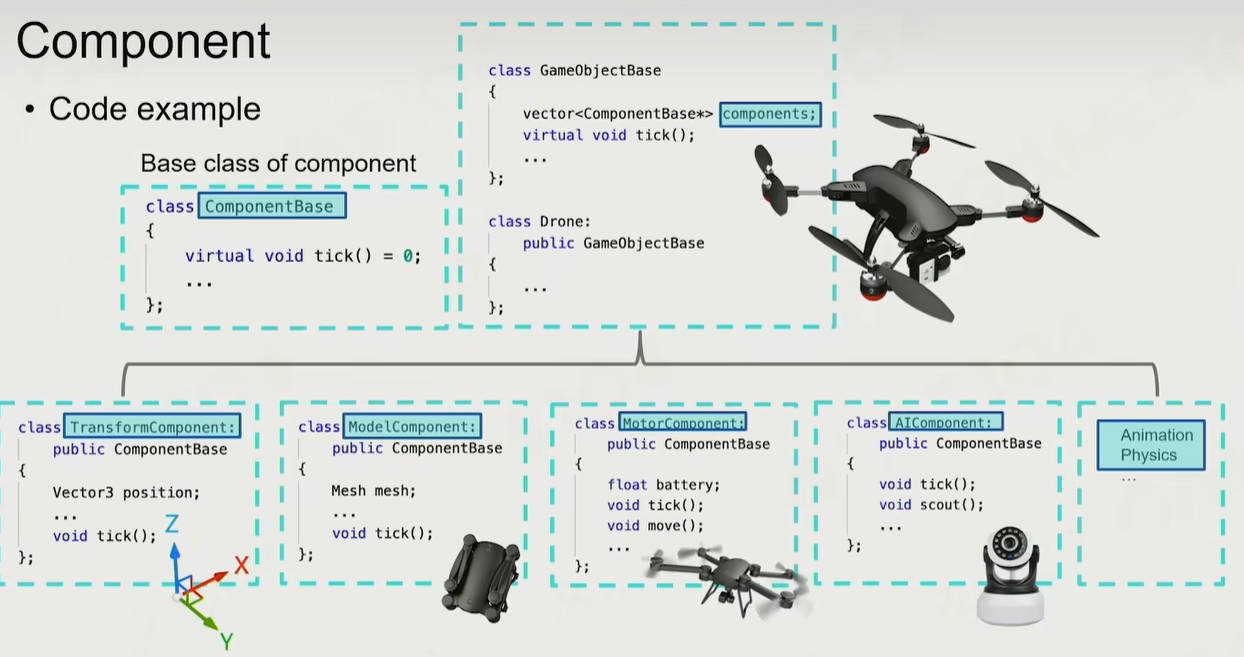 Component
• Code example
Base class of component
class ComponentBase
{
virtual void tick() = 0;
...
};
class GameObjectBase
{
vector<ComponentBase*> components;
virtual void tick();
...
};
class Drone:
public GameObjectBase
{
...
};
class TransformComponent:
public ComponentBase
{
Vector3 position;
...
void tick();
};
Z
X
Y
class ModelComponent:
public ComponentBase
{
Mesh mesh;
...
void tick();
};
class MotorComponent:
public ComponentBase
{
float battery;
void tick();
void move();
...
};
class AIComponent:
public ComponentBase
{
void tick();
void scout();
...
};
Animation
Physics
...